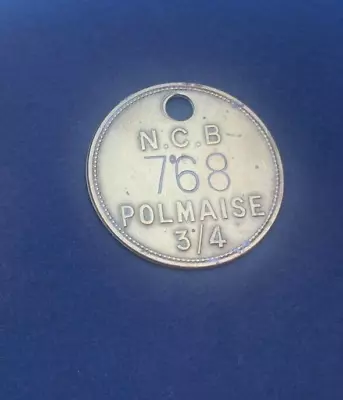 N.C.B
768
POLMAISE
3/4